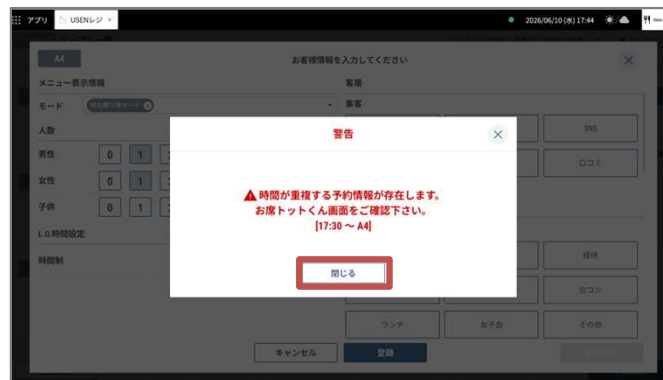 アプリ USENレジ × 2026/06/10 (水) 17:44
A4 お客様情報を入力してください ×
メニュー表示情報 客層
モード 集客
人数 警告 × SNS
男性 0 1 口コミ
女性 0 1
子供 0 1
時間が重複する予約情報が存在します。
お席トットくん画面をご確認下さい。
[17:30 ～ A4]
L.O.時間設定
時間制 接待
閉じる
合コン
ランチ 女子会 その他
キャンセル 登録